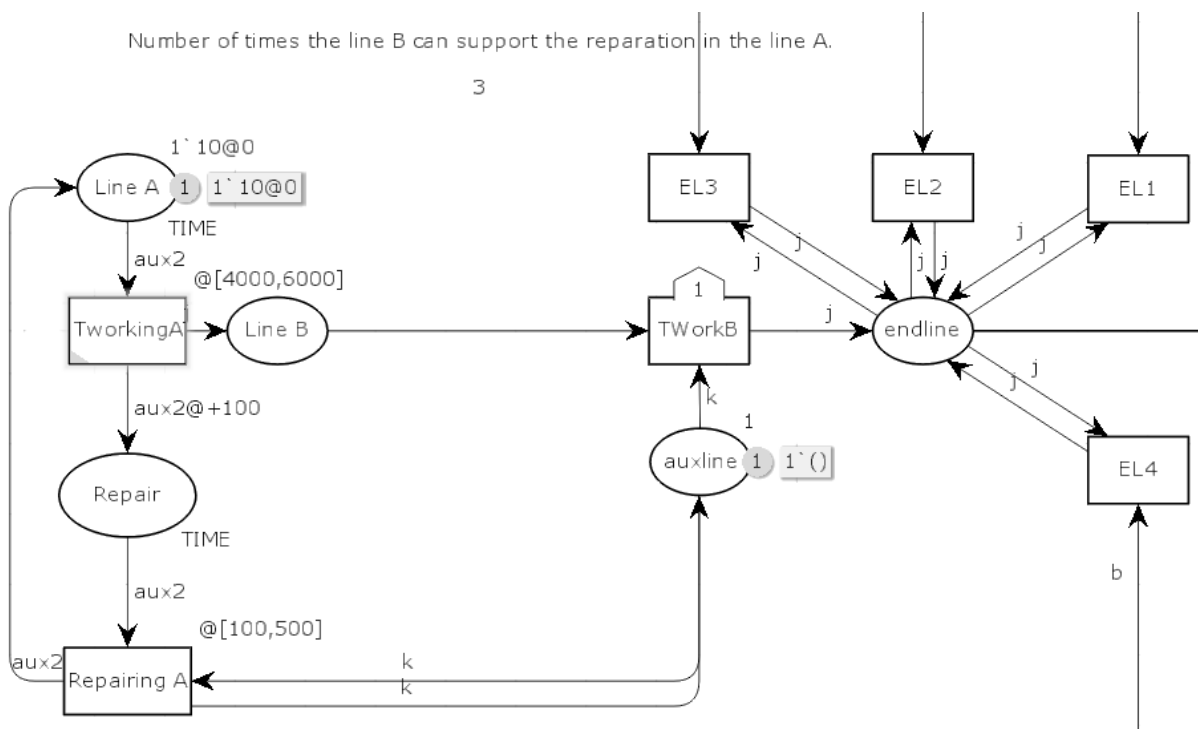 Number of times the line B can support the reparation in the line A.
3
1`10@0
Line A
1
1`10@0
TIME
aux2
@[4000,6000]
TworkingA
j
Line B
aux2@+100
Repair
TIME
aux2
@[100,500]
aux2
Repairing A
k
k
EL3
EL2
EL1
j
j
j
j
j
j
1
TWorkB
j
endline
k
1
auxline
1
1`()
j
j
EL4
b